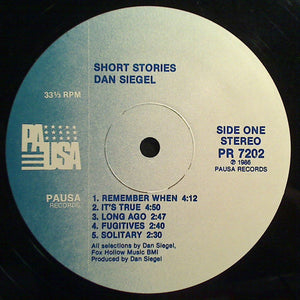 SHORT STORIES
DAN SIEGEL
33⅓ RPM
PAUSA
SIDE ONE
STEREO
PR 7202
℗ 1986
PAUSA RECORDS
PAUSA
RECORDS
1. REMEMBER WHEN 4:12
2. IT'S TRUE 4:50
3. LONG AGO 2:47
4. FUGITIVES 2:40
5. SOLITARY 2:30
All selections by Dan Siegel,
Fox Hollow Music BMI
Produced by Dan Siegel